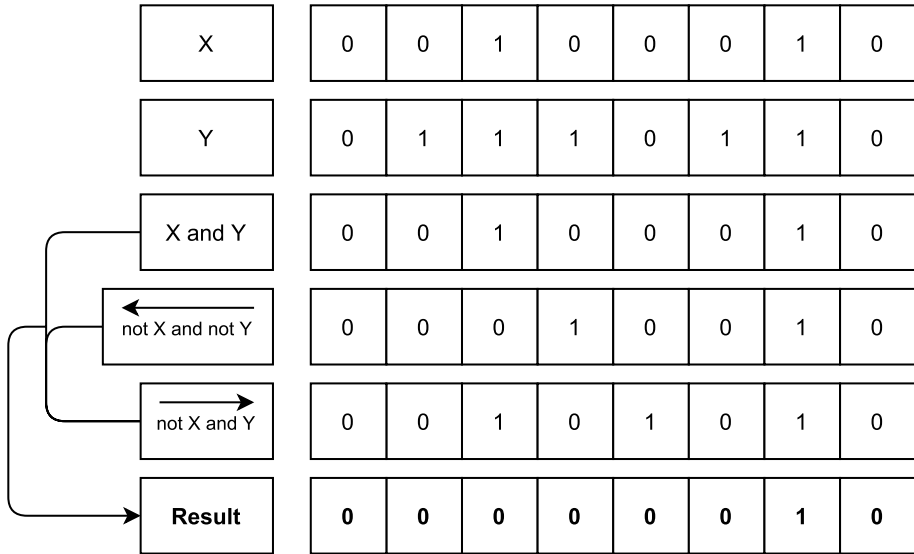 X 0 0 1 0 0 0 1 0
Y 0 1 1 1 0 1 1 0
X and Y 0 0 1 0 0 0 1 0
not X and not Y 0 0 0 1 0 0 1 0
not X and Y 0 0 1 0 1 0 1 0
Result 0 0 0 0 0 0 1 0